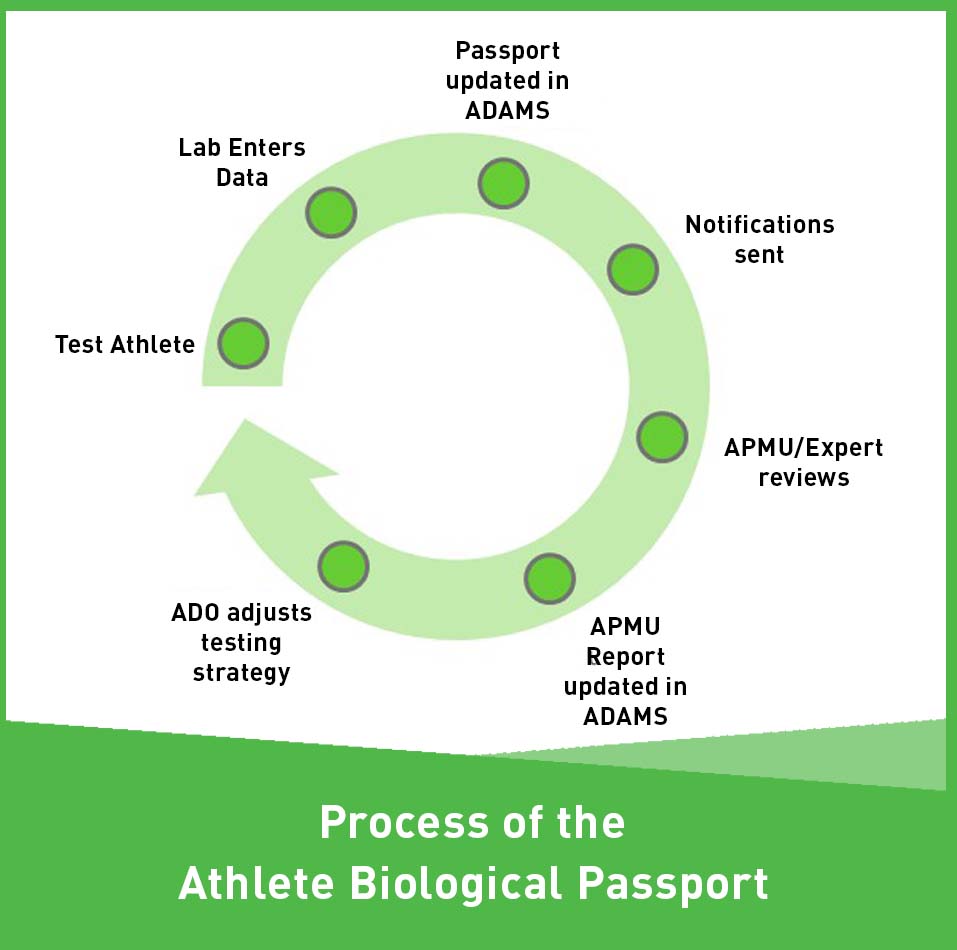 Passport
updated in
ADAMS
Lab Enters
Data
Notifications
sent
Test Athlete
APMU/Expert
reviews
ADO adjusts
testing
strategy
APMU
Report
updated in
ADAMS
Process of the
Athlete Biological Passport